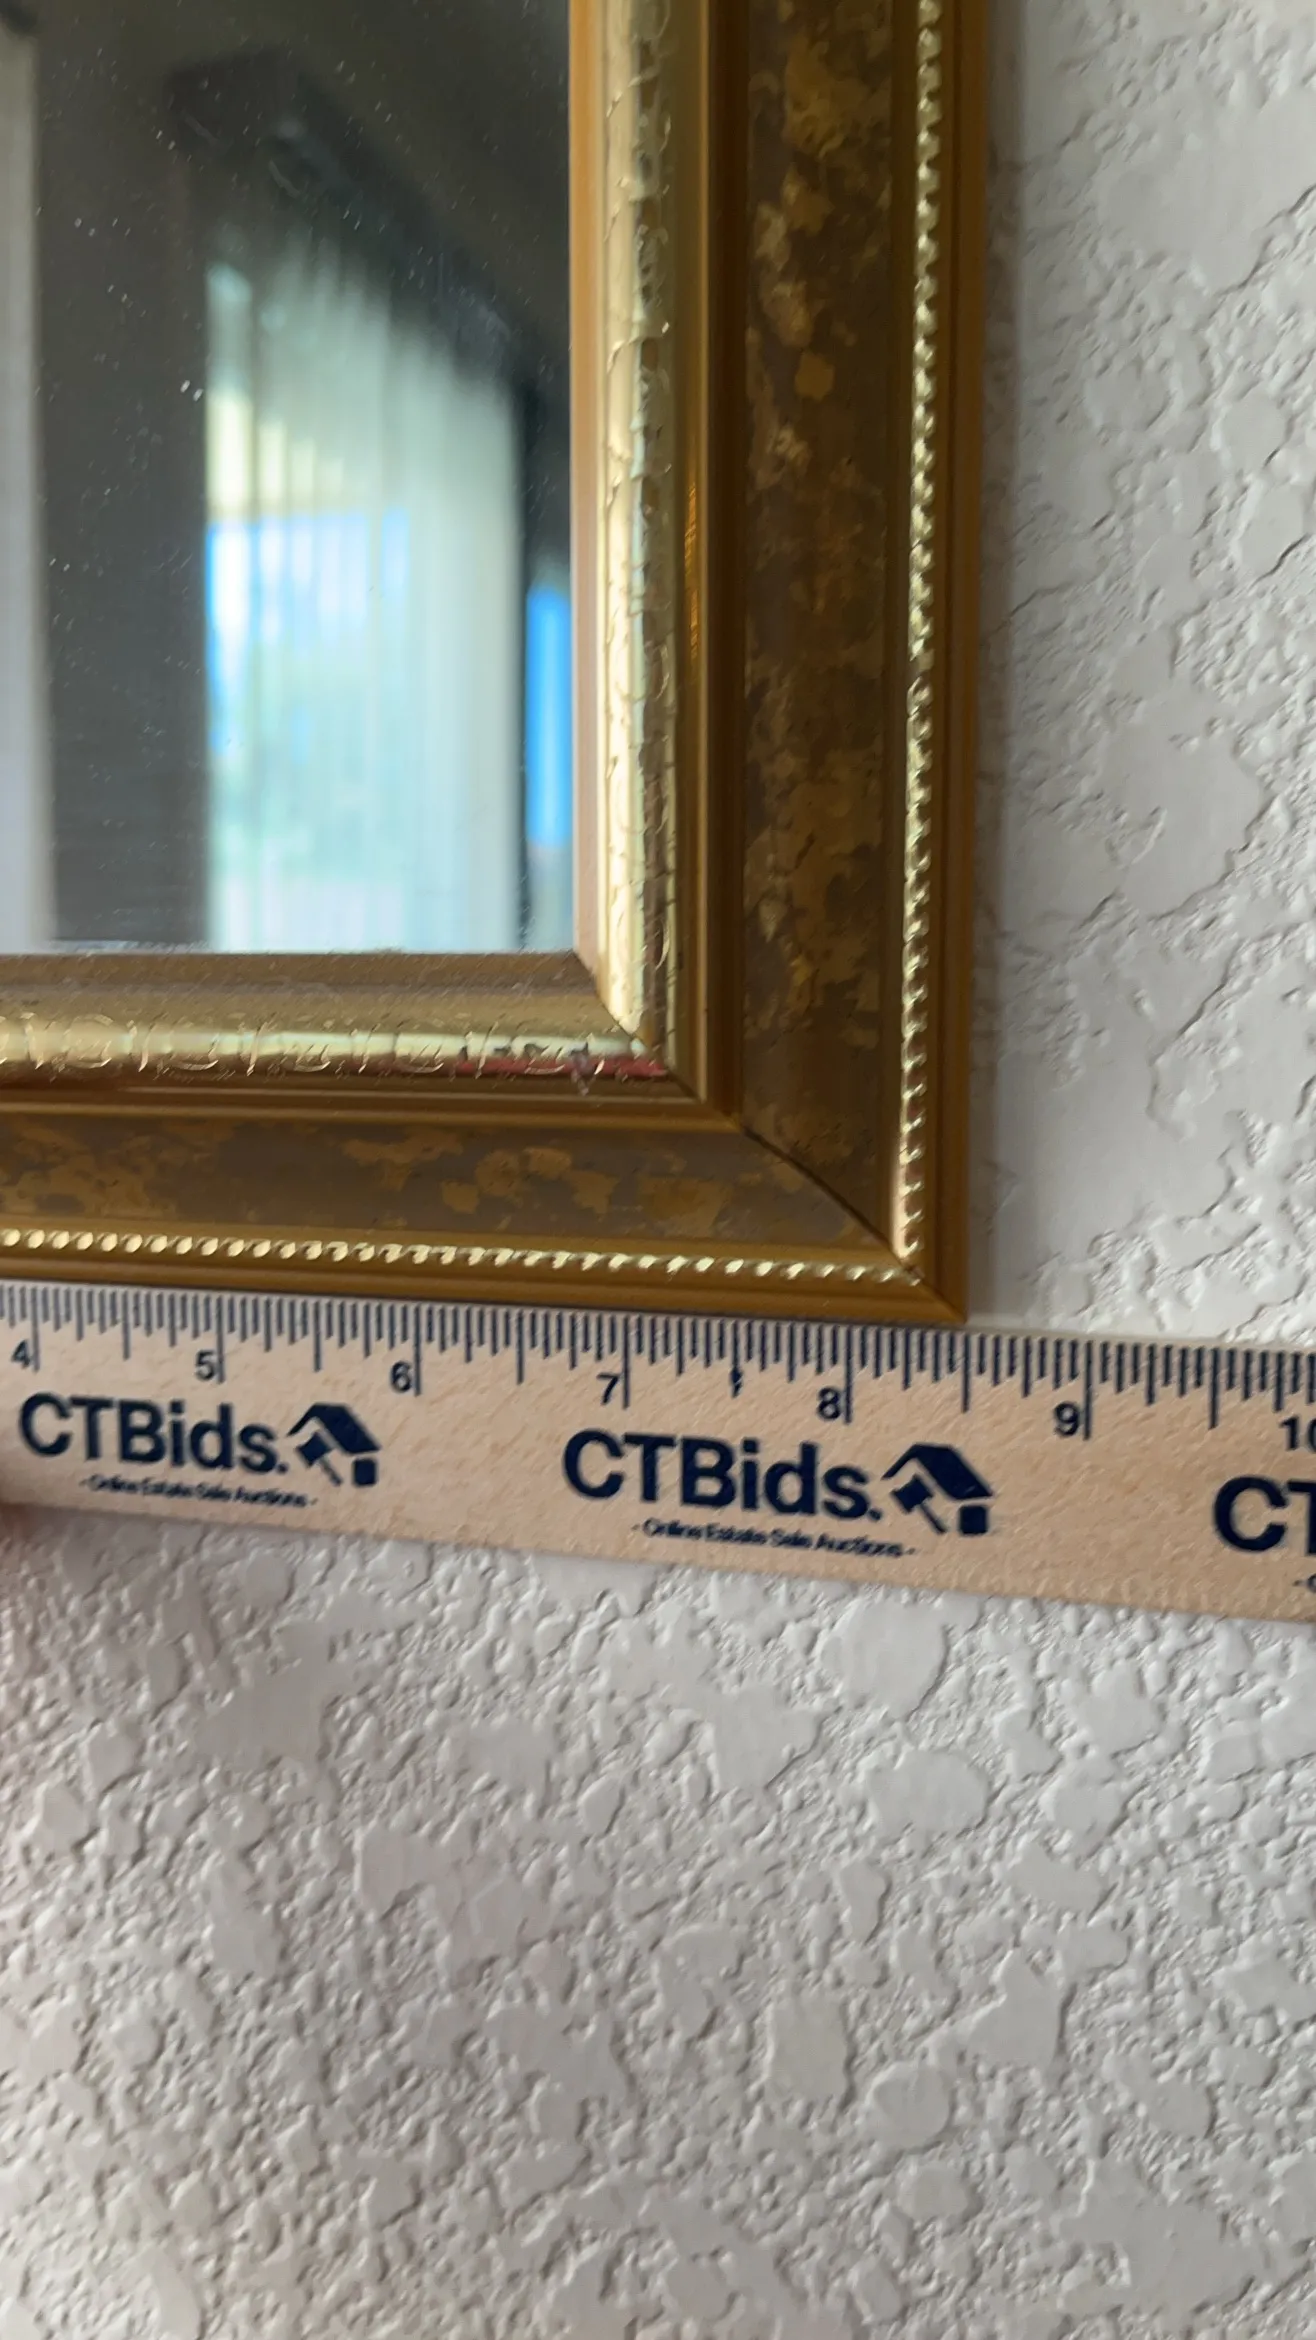 4 5 6 7 8 9 10
CTBids. CTBids. CT
- Online Estate Sale Auctions - - Online Estate Sale Auctions -